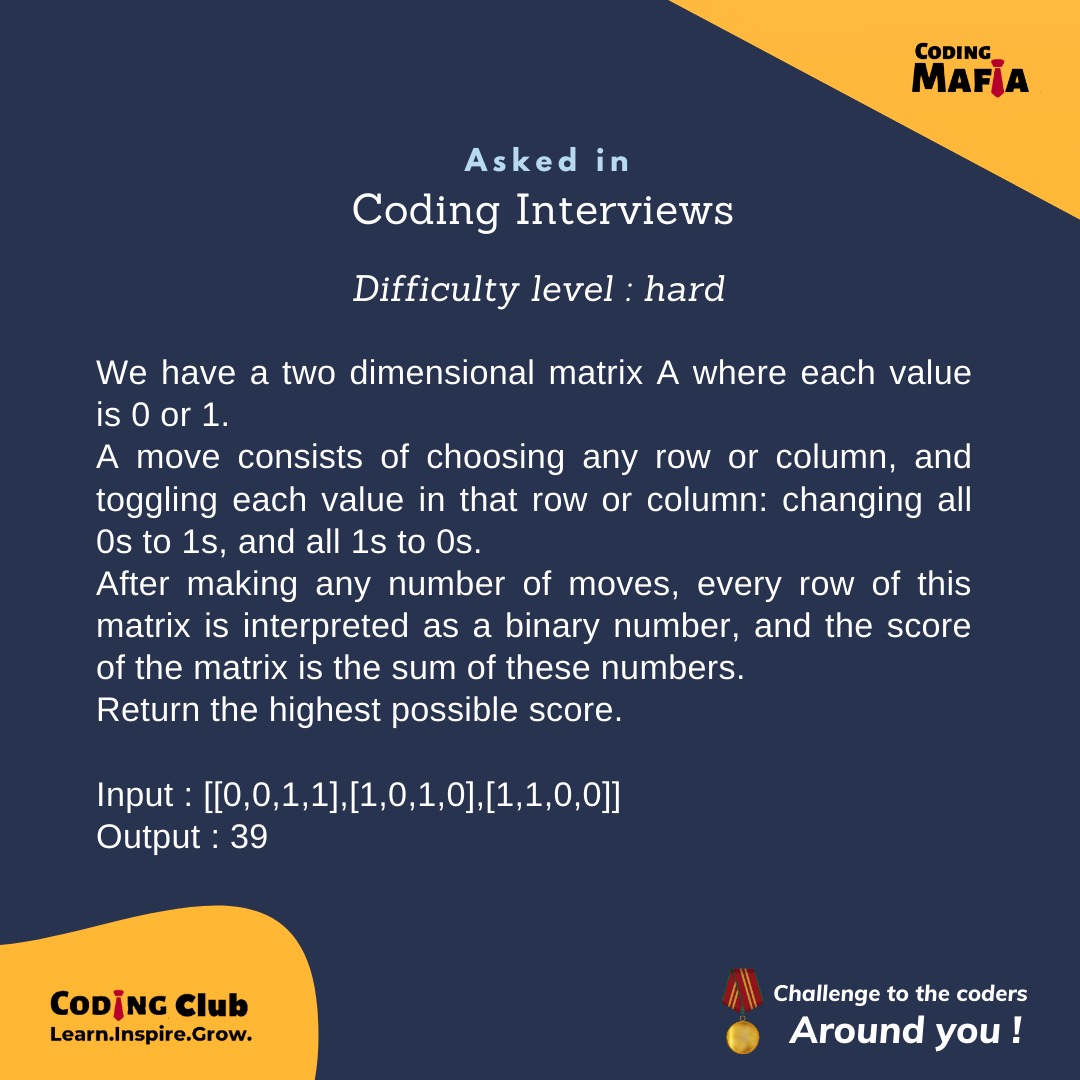 CODING
MAFIA
Asked in
Coding Interviews
Difficulty level : hard
We have a two dimensional matrix A where each value
is 0 or 1.
A move consists of choosing any row or column, and
toggling each value in that row or column: changing all
0s to 1s, and all 1s to 0s.
After making any number of moves, every row of this
matrix is interpreted as a binary number, and the score
of the matrix is the sum of these numbers.
Return the highest possible score.
Input : [[0,0,1,1],[1,0,1,0],[1,1,0,0]]
Output : 39
CODING Club
Learn.Inspire.Grow.
Challenge to the coders
Around you !